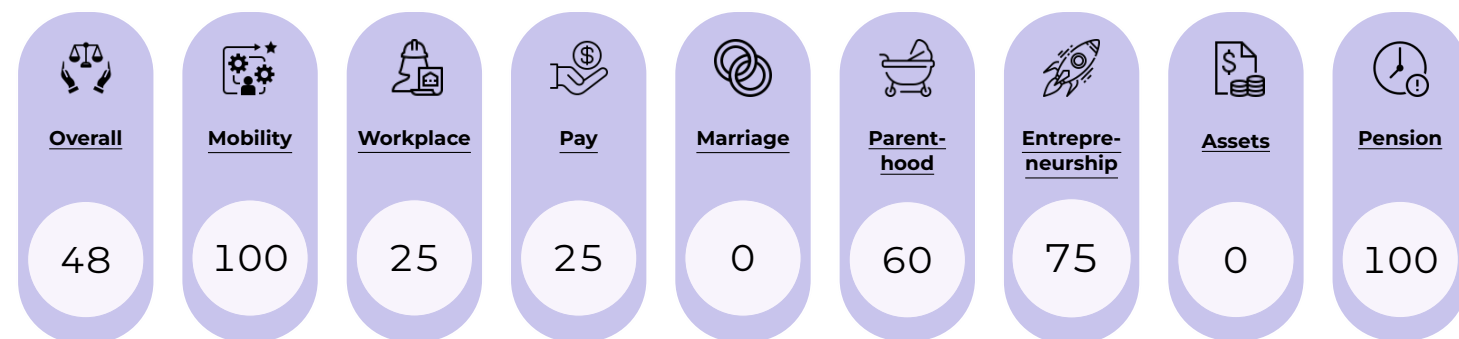 Overall
48
Mobility
100
Workplace
25
Pay
25
Marriage
0
Parent-
hood
60
Entrepre-
neurship
75
$
Assets
0
Pension
100